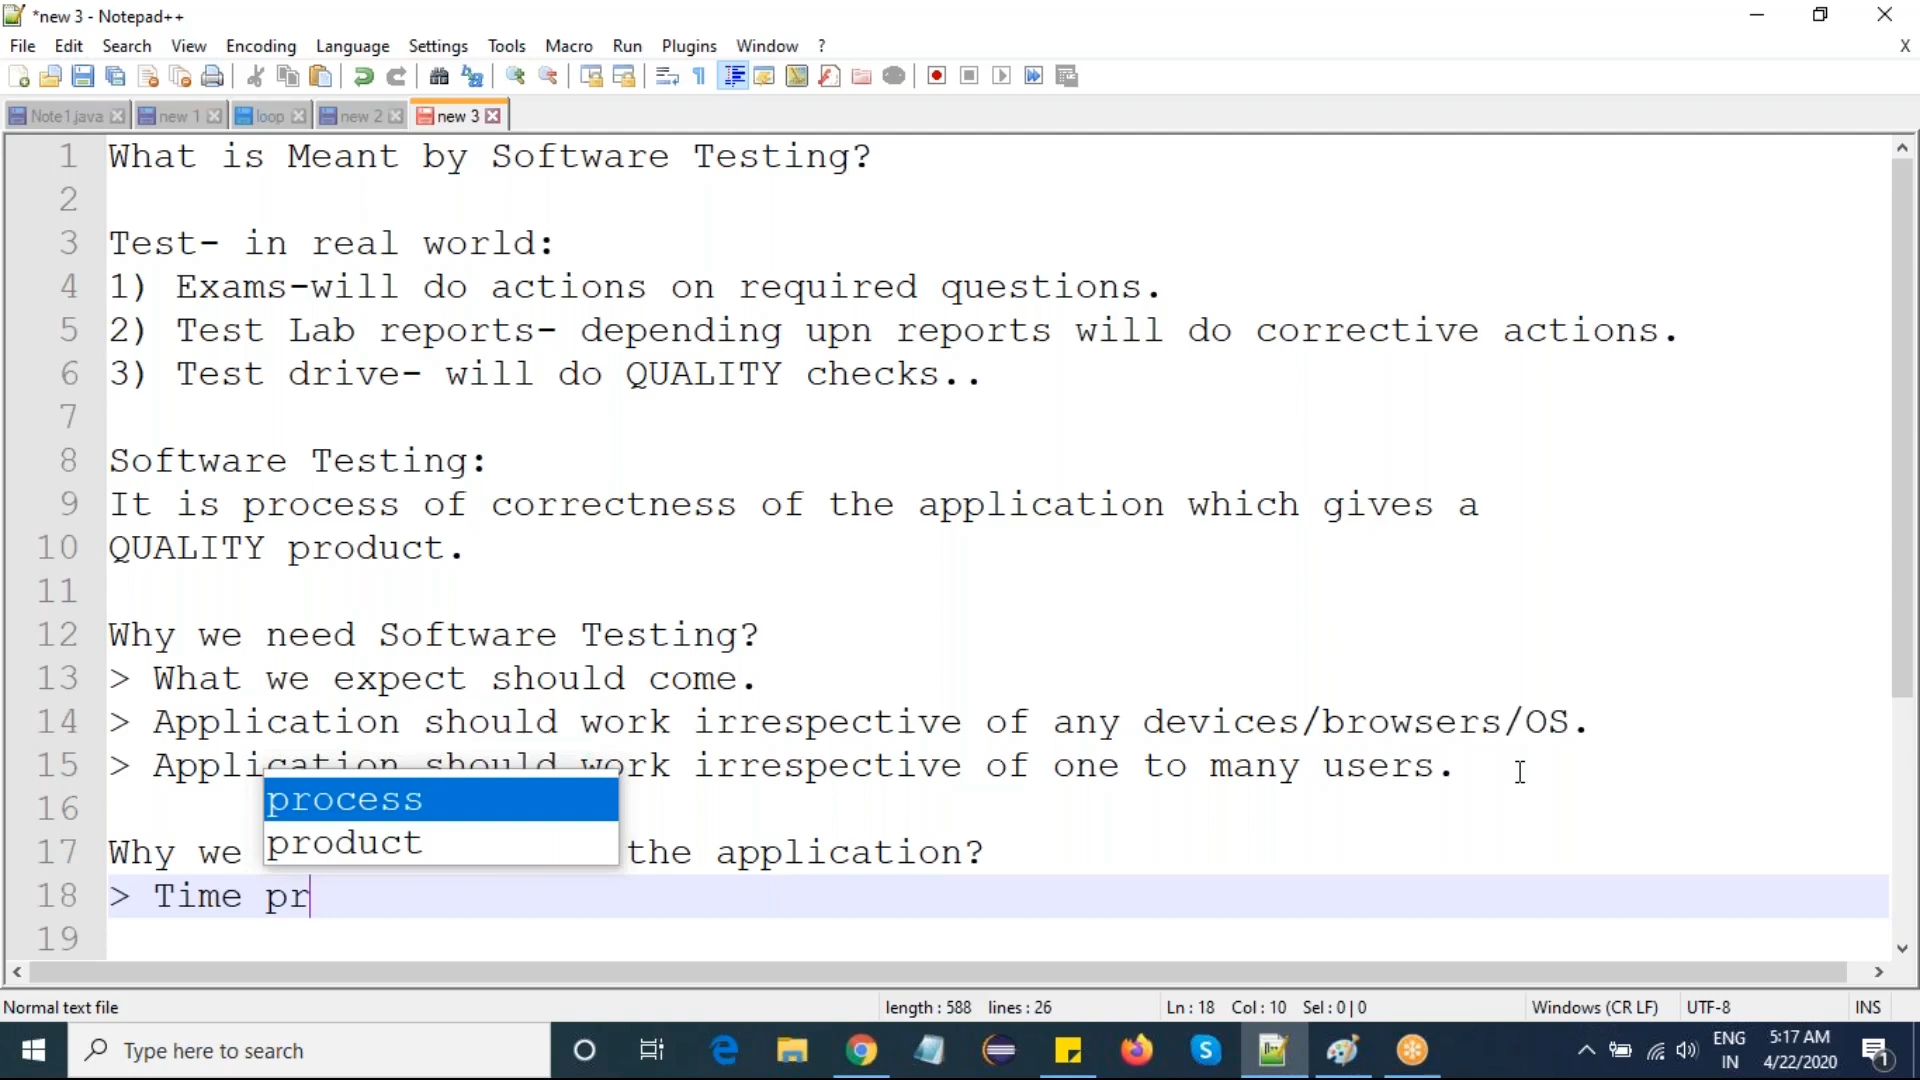 *new 3 - Notepad++
File Edit Search View Encoding Language Settings Tools Macro Run Plugins Window ? X
Note1.java new 1 loop new 2 new 3
1 What is Meant by Software Testing?
2
3 Test- in real world:
4 1) Exams-will do actions on required questions.
5 2) Test Lab reports- depending upn reports will do corrective actions.
6 3) Test drive- will do QUALITY checks..
7
8 Software Testing:
9 It is process of correctness of the application which gives a
10 QUALITY product.
11
12 Why we need Software Testing?
13 > What we expect should come.
14 > Application should work irrespective of any devices/browsers/OS.
15 > Application should work irrespective of one to many users.
16 process
product
17 Why we the application?
18 > Time pr
19
Normal text file length : 588 lines : 26 Ln : 18 Col : 10 Sel : 0 | 0 Windows (CR LF) UTF-8 INS
Type here to search ENG 5:17 AM
IN 4/22/2020 1